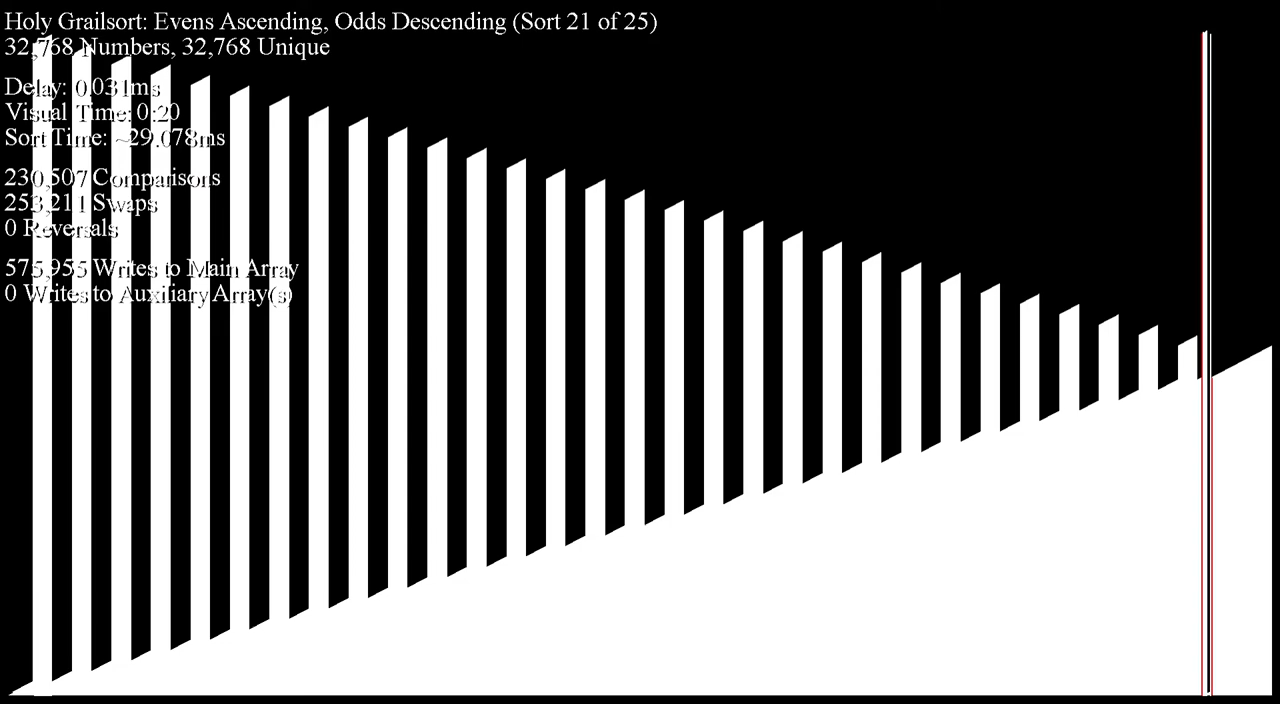 Holy Grailsort: Evens Ascending, Odds Descending (Sort 21 of 25)
32,768 Numbers, 32,768 Unique
Delay: 0.031ms
Visual Time: 0:20
Sort Time: ~29.078ms
230,507 Comparisons
253,211 Swaps
0 Reversals
575,955 Writes to Main Array
0 Writes to Auxiliary Array(s)